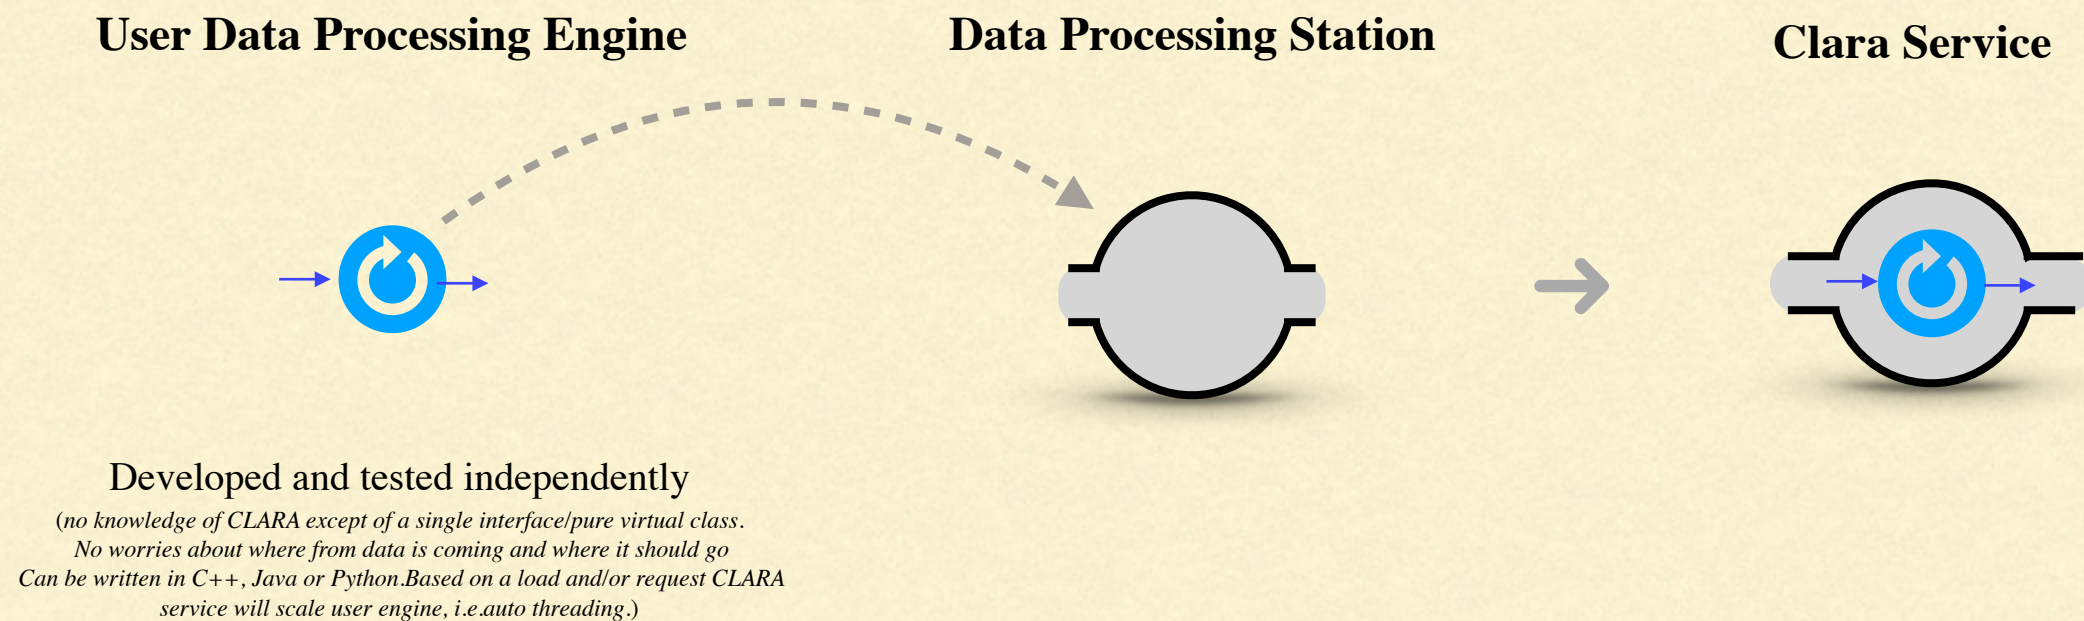 User Data Processing Engine
Data Processing Station
Clara Service
Developed and tested independently
(no knowledge of CLARA except of a single interface/pure virtual class.
No worries about where from data is coming and where it should go
Can be written in C++, Java or Python.Based on a load and/or request CLARA
service will scale user engine, i.e.auto threading.)